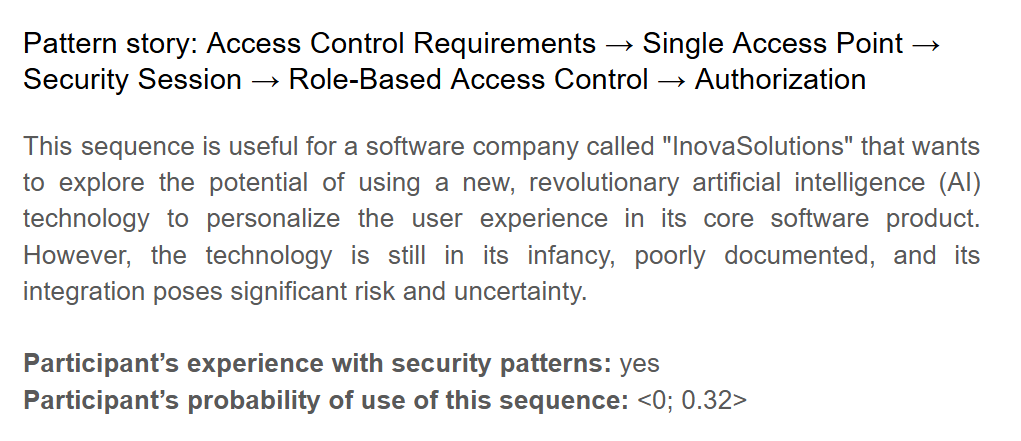 Pattern story: Access Control Requirements → Single Access Point →
Security Session → Role-Based Access Control → Authorization
This sequence is useful for a software company called "InovaSolutions" that wants
to explore the potential of using a new, revolutionary artificial intelligence (AI)
technology to personalize the user experience in its core software product.
However, the technology is still in its infancy, poorly documented, and its
integration poses significant risk and uncertainty.
Participant’s experience with security patterns: yes
Participant’s probability of use of this sequence: <0; 0.32>